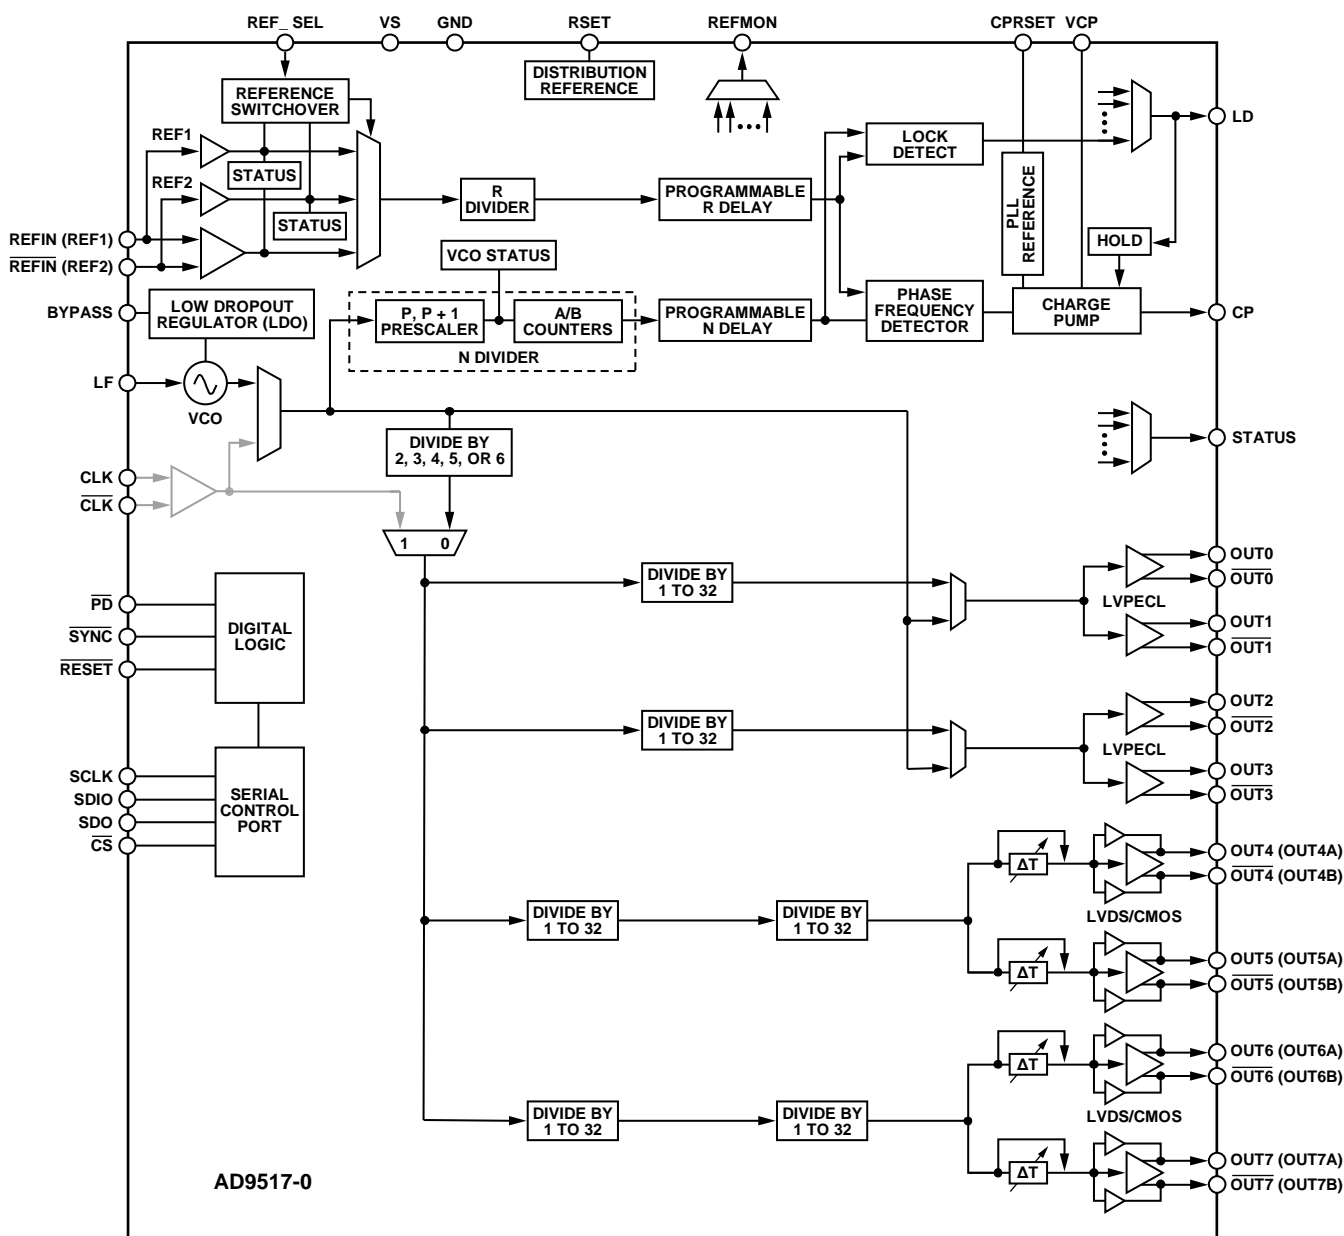 REF_ SEL
VS
GND
RSET
REFMON
CPRSET
VCP
DISTRIBUTION
REFERENCE
REFERENCE
SWITCHOVER
REF1
STATUS
REF2
STATUS
REFIN (REF1)
REFIN (REF2)
BYPASS
LOW DROPOUT
REGULATOR (LDO)
LF
VCO
CLK
CLK
R
DIVIDER
PROGRAMMABLE
R DELAY
LOCK
DETECT
PLL
REFERENCE
LD
HOLD
VCO STATUS
P, P + 1
PRESCALER
A/B
COUNTERS
N DIVIDER
PROGRAMMABLE
N DELAY
PHASE
FREQUENCY
DETECTOR
CHARGE
PUMP
CP
DIVIDE BY
2, 3, 4, 5, OR 6
STATUS
1 0
PD
SYNC
RESET
DIGITAL
LOGIC
SCLK
SDIO
SDO
CS
SERIAL
CONTROL
PORT
DIVIDE BY
1 TO 32
LVPECL
OUT0
OUT0
OUT1
OUT1
DIVIDE BY
1 TO 32
LVPECL
OUT2
OUT2
OUT3
OUT3
DIVIDE BY
1 TO 32
DIVIDE BY
1 TO 32
ΔT
ΔT
LVDS/CMOS
OUT4 (OUT4A)
OUT4 (OUT4B)
OUT5 (OUT5A)
OUT5 (OUT5B)
DIVIDE BY
1 TO 32
DIVIDE BY
1 TO 32
ΔT
ΔT
LVDS/CMOS
OUT6 (OUT6A)
OUT6 (OUT6B)
OUT7 (OUT7A)
OUT7 (OUT7B)
AD9517-0